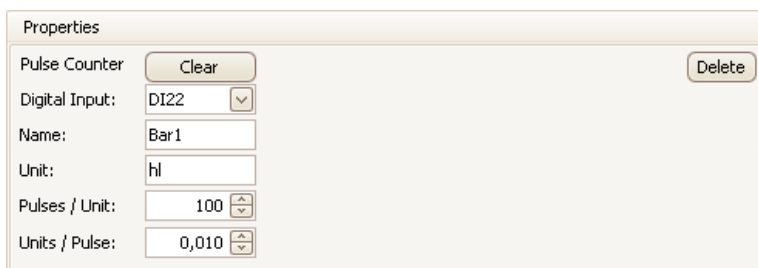 Properties
Pulse Counter Clear Delete
Digital Input: DI22
Name: Bar1
Unit: hl
Pulses / Unit: 100
Units / Pulse: 0,010